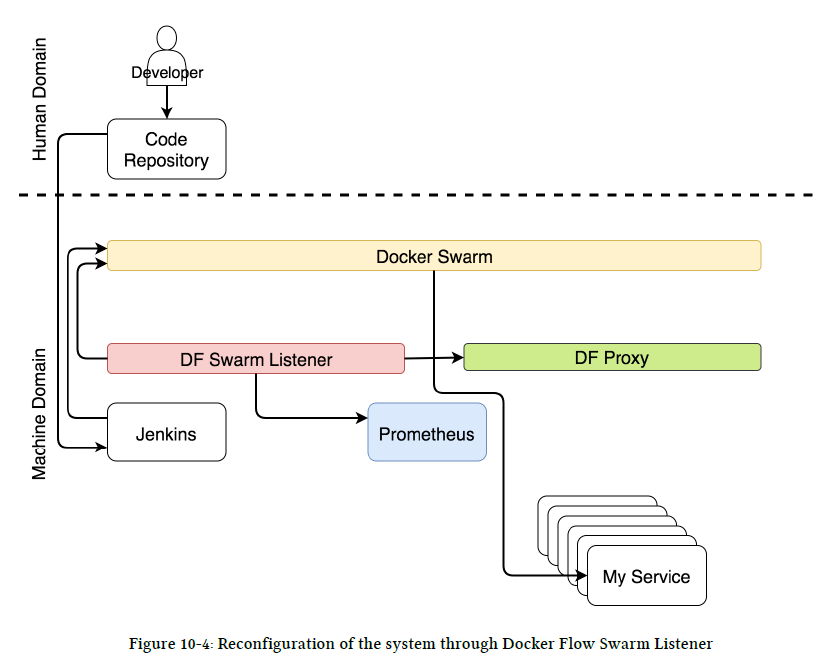 Human Domain
Developer
Code
Repository
Machine Domain
Docker Swarm
DF Swarm Listener
DF Proxy
Jenkins
Prometheus
My Service
Figure 10-4: Reconfiguration of the system through Docker Flow Swarm Listener